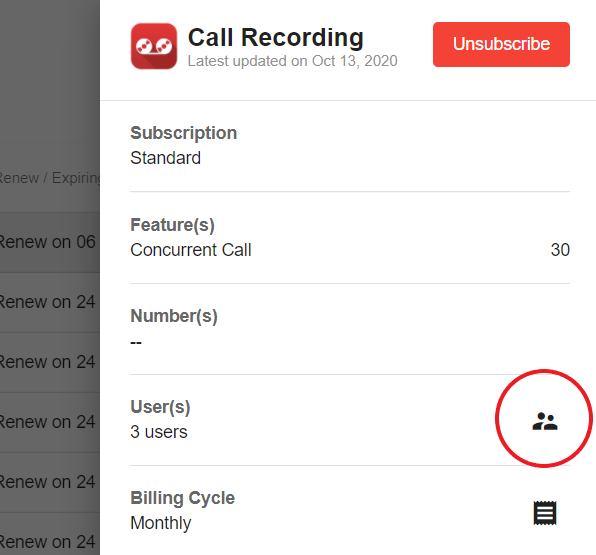 Call Recording
Latest updated on Oct 13, 2020
Unsubscribe
Subscription
Standard
Feature(s)
Concurrent Call 30
Number(s)
--
User(s)
3 users
Billing Cycle
Monthly
Renew / Expiring
Renew on 06
Renew on 24
Renew on 24
Renew on 24
Renew on 24
Renew on 24